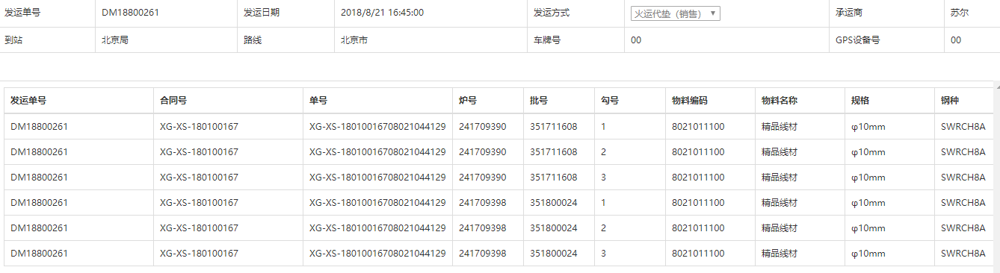 发运单号 DM18800261 发运日期 2018/8/21 16:45:00 发运方式 火运代垫（销售） 承运商 苏尔
到站 北京局 路线 北京市 车牌号 00 GPS设备号 00
发运单号 合同号 单号 炉号 批号 勾号 物料编码 物料名称 规格 钢种
DM18800261 XG-XS-180100167 XG-XS-18010016708021044129 241709390 351711608 1 8021011100 精品线材 φ10mm SWRCH8A
DM18800261 XG-XS-180100167 XG-XS-18010016708021044129 241709390 351711608 2 8021011100 精品线材 φ10mm SWRCH8A
DM18800261 XG-XS-180100167 XG-XS-18010016708021044129 241709390 351711608 3 8021011100 精品线材 φ10mm SWRCH8A
DM18800261 XG-XS-180100167 XG-XS-18010016708021044129 241709398 351800024 1 8021011100 精品线材 φ10mm SWRCH8A
DM18800261 XG-XS-180100167 XG-XS-18010016708021044129 241709398 351800024 2 8021011100 精品线材 φ10mm SWRCH8A
DM18800261 XG-XS-180100167 XG-XS-18010016708021044129 241709398 351800024 3 8021011100 精品线材 φ10mm SWRCH8A